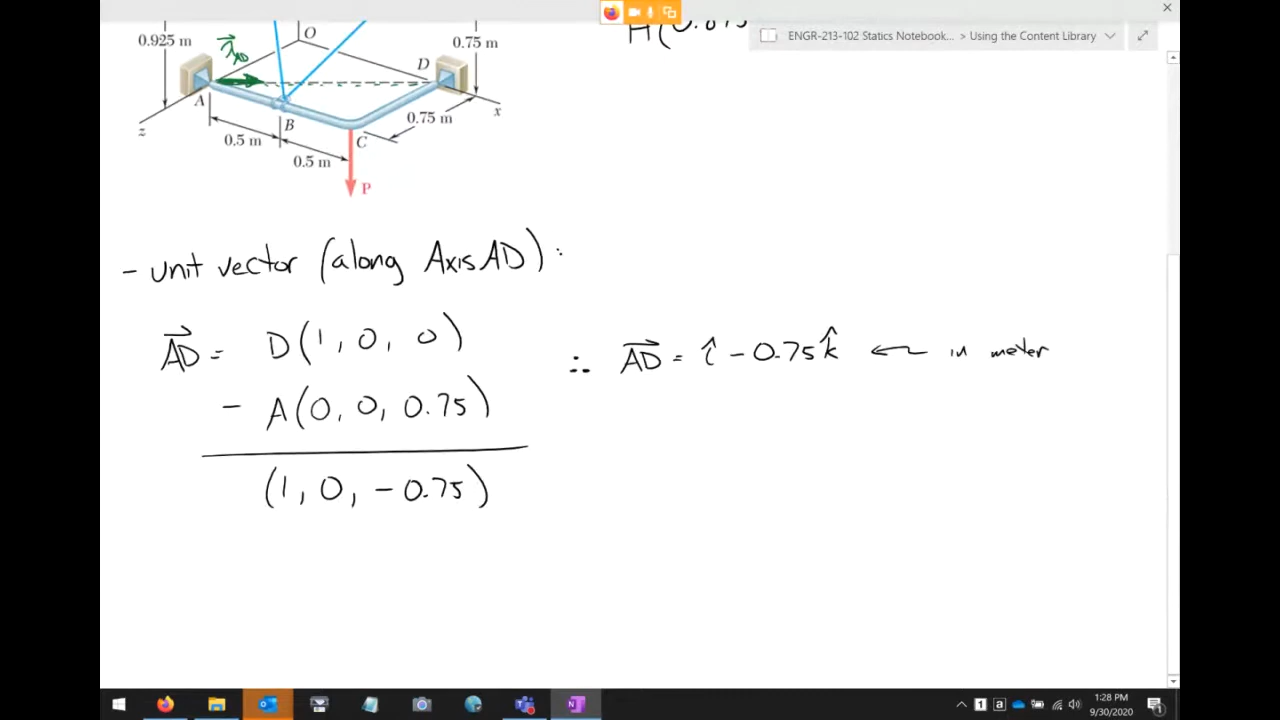 ENGR-213-102 Statics Notebook... > Using the Content Library
0.925 m
λAD
O
0.75 m
D
A
z
B
0.5 m
0.5 m
C
0.75 m
x
P
- unit vector (along Axis AD):
AD = D(1, 0, 0)
- A(0, 0, 0.75)
(1, 0, -0.75)
∴ AD = î - 0.75k̂ ← in meter
1:28 PM
9/30/2020